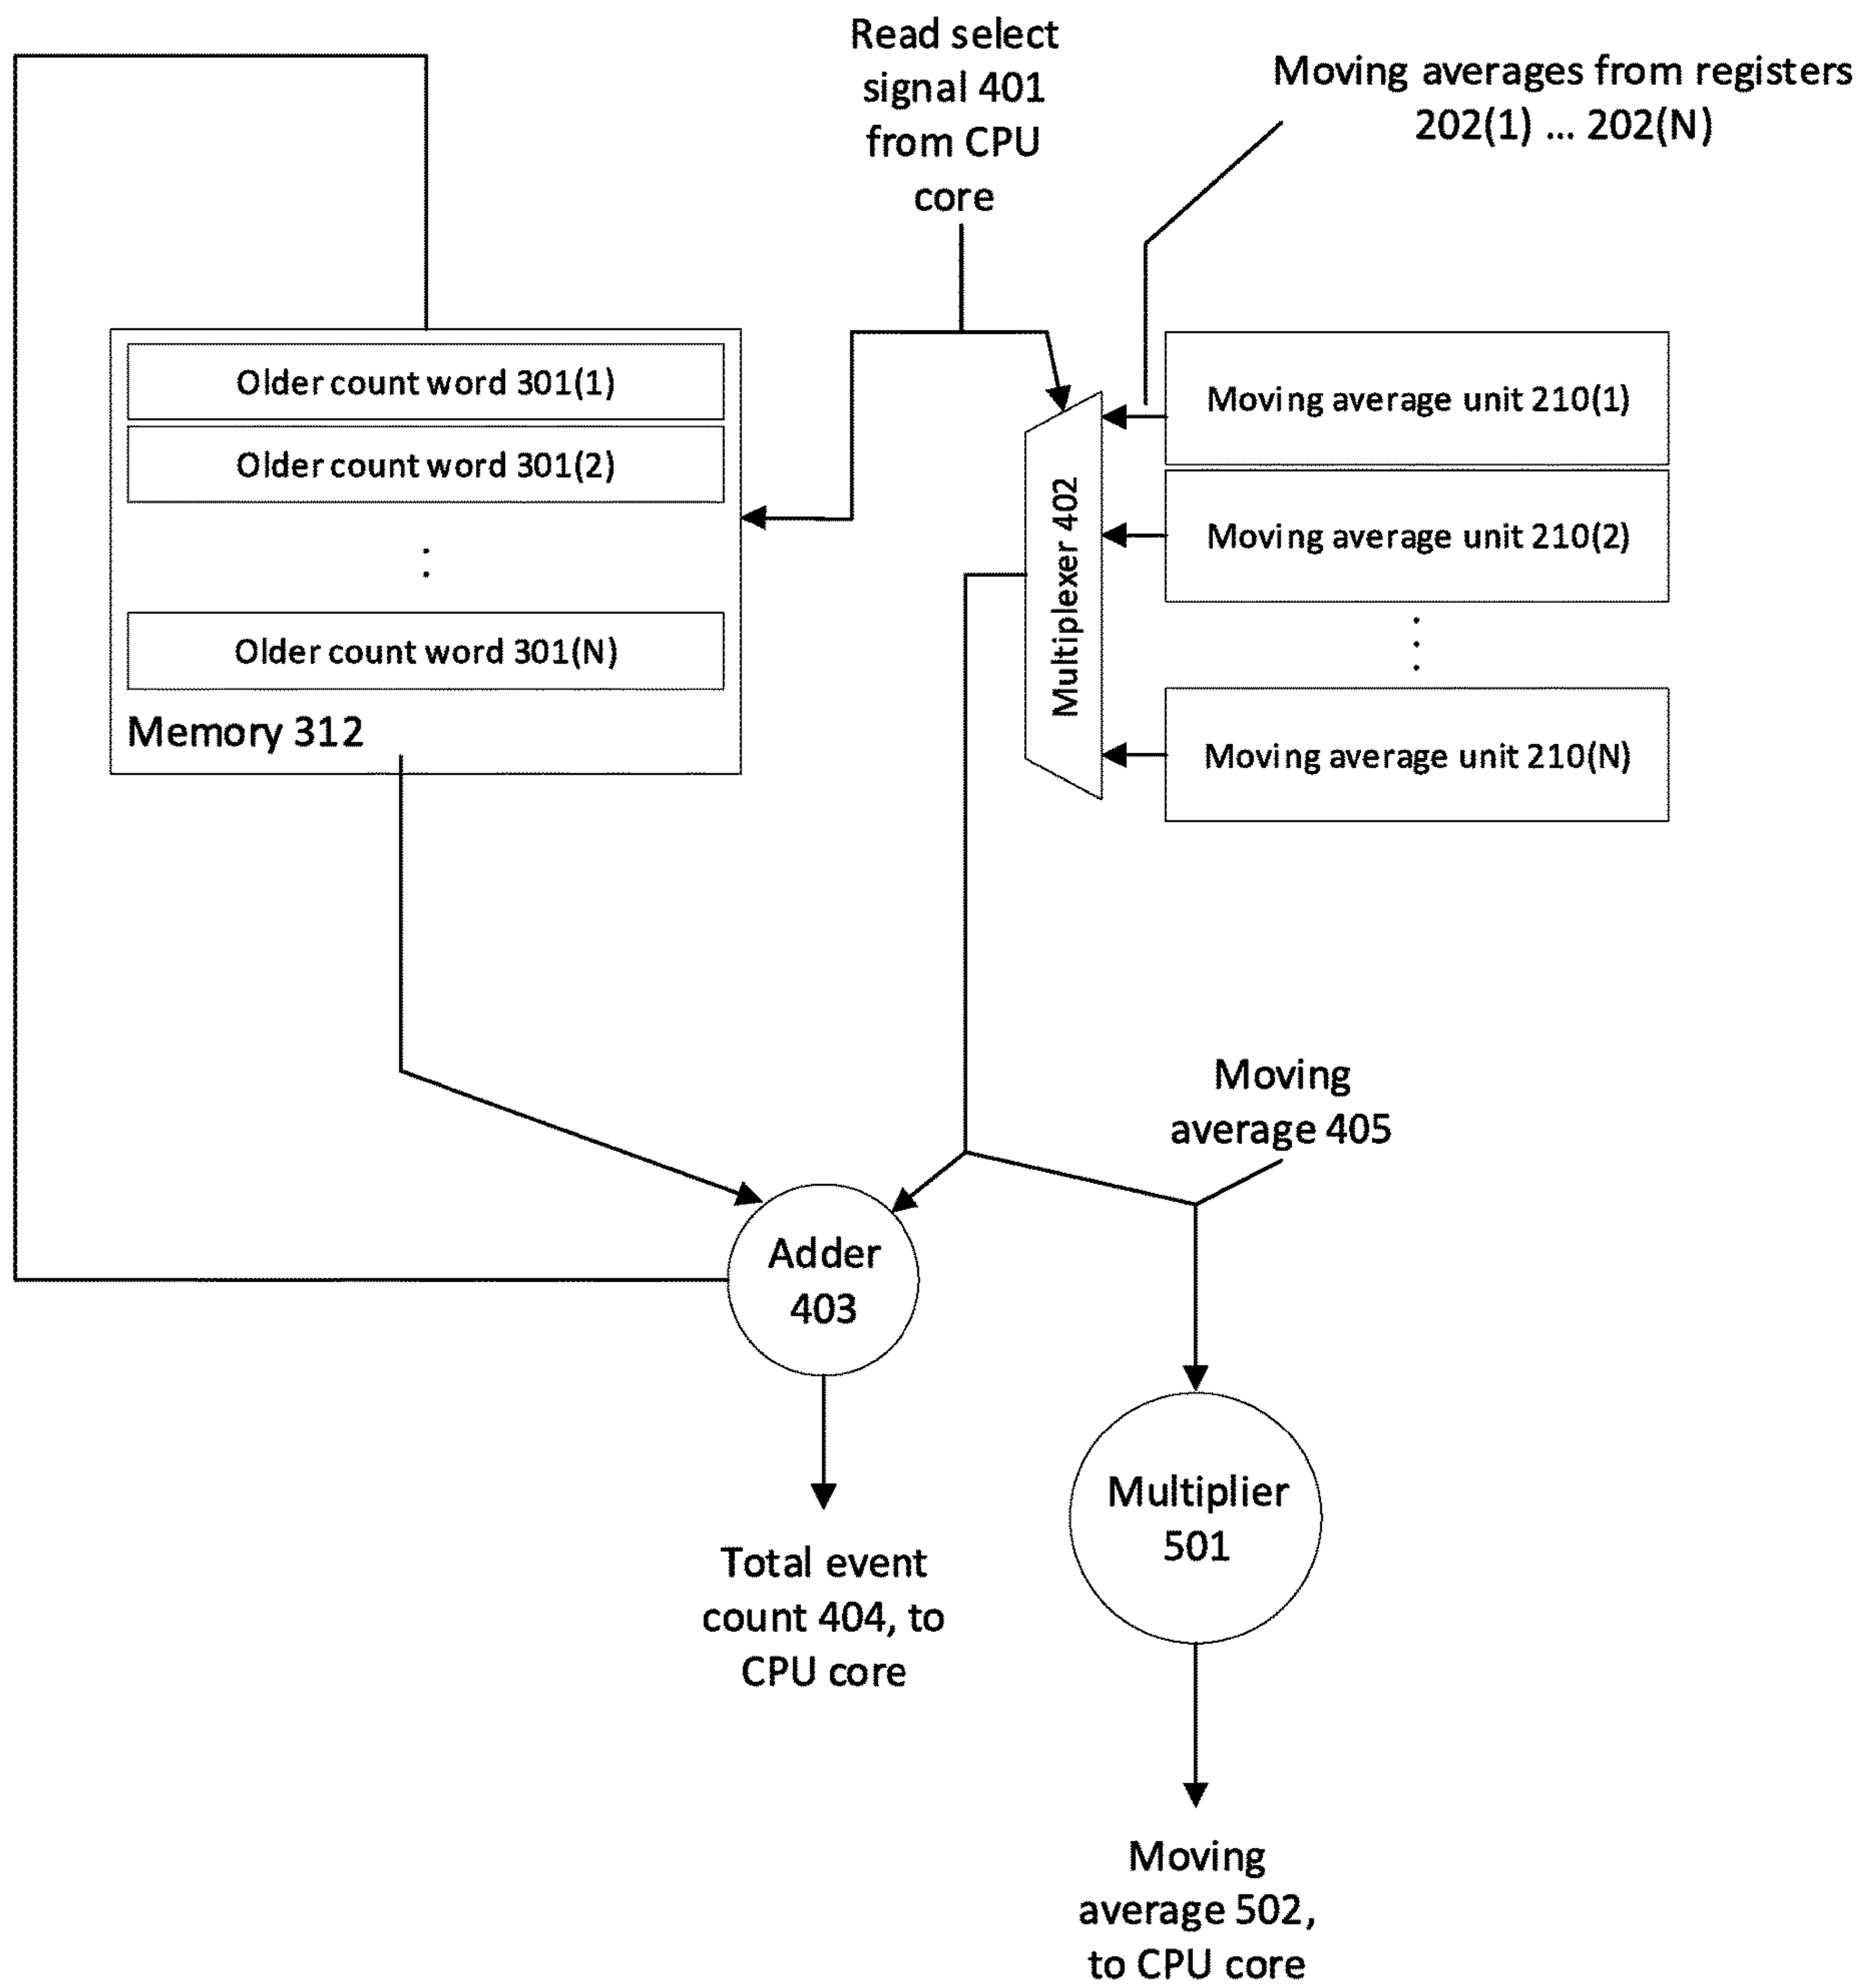 Read select
signal 401
from CPU
core
Moving averages from registers
202(1) ... 202(N)
Older count word 301(1)
Older count word 301(2)
:
Older count word 301(N)
Memory 312
Multiplexer 402
Moving average unit 210(1)
Moving average unit 210(2)
⋮
Moving average unit 210(N)
Moving
average 405
Adder
403
Multiplier
501
Total event
count 404, to
CPU core
Moving
average 502,
to CPU core